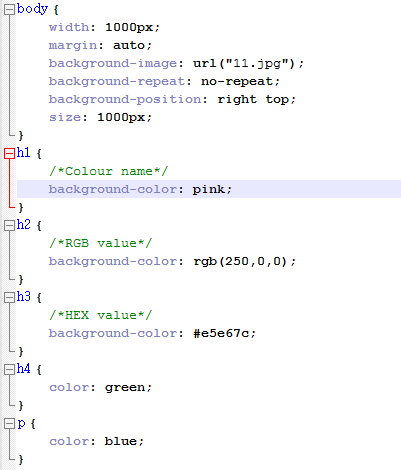 body {
    width: 1000px;
    margin: auto;
    background-image: url("11.jpg");
    background-repeat: no-repeat;
    background-position: right top;
    size: 1000px;
}
h1 {
    /*Colour name*/
    background-color: pink;
}
h2 {
    /*RGB value*/
    background-color: rgb(250,0,0);
}
h3 {
    /*HEX value*/
    background-color: #e5e67c;
}
h4 {
    color: green;
}
p {
    color: blue;
}